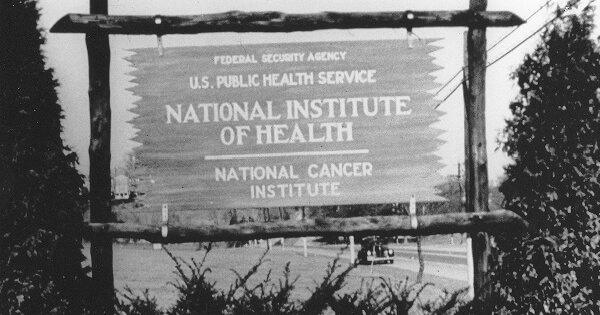 FEDERAL SECURITY AGENCY
U.S. PUBLIC HEALTH SERVICE
NATIONAL INSTITUTE
OF HEALTH
NATIONAL CANCER
INSTITUTE